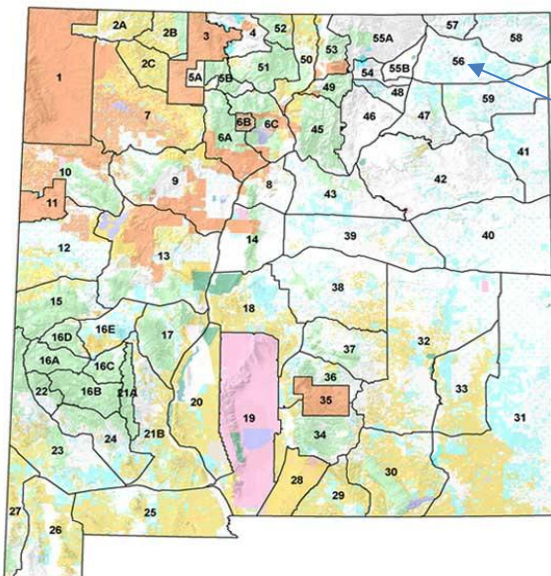 2A 2B 3 4 52 50 53 55A 57 58
2C 5A 5B 51 49 54 55B 56
1 7 6A 6B 6C 45 48 46 47 59 41
10 9 8 43 42
11
12 13 14 39 40
15 16E 17 18 38
16D 16A 16C 37 32
22 16B 21A 20 19 36 35 33 31
23 24 21B 34 30
27 26 25 28 29